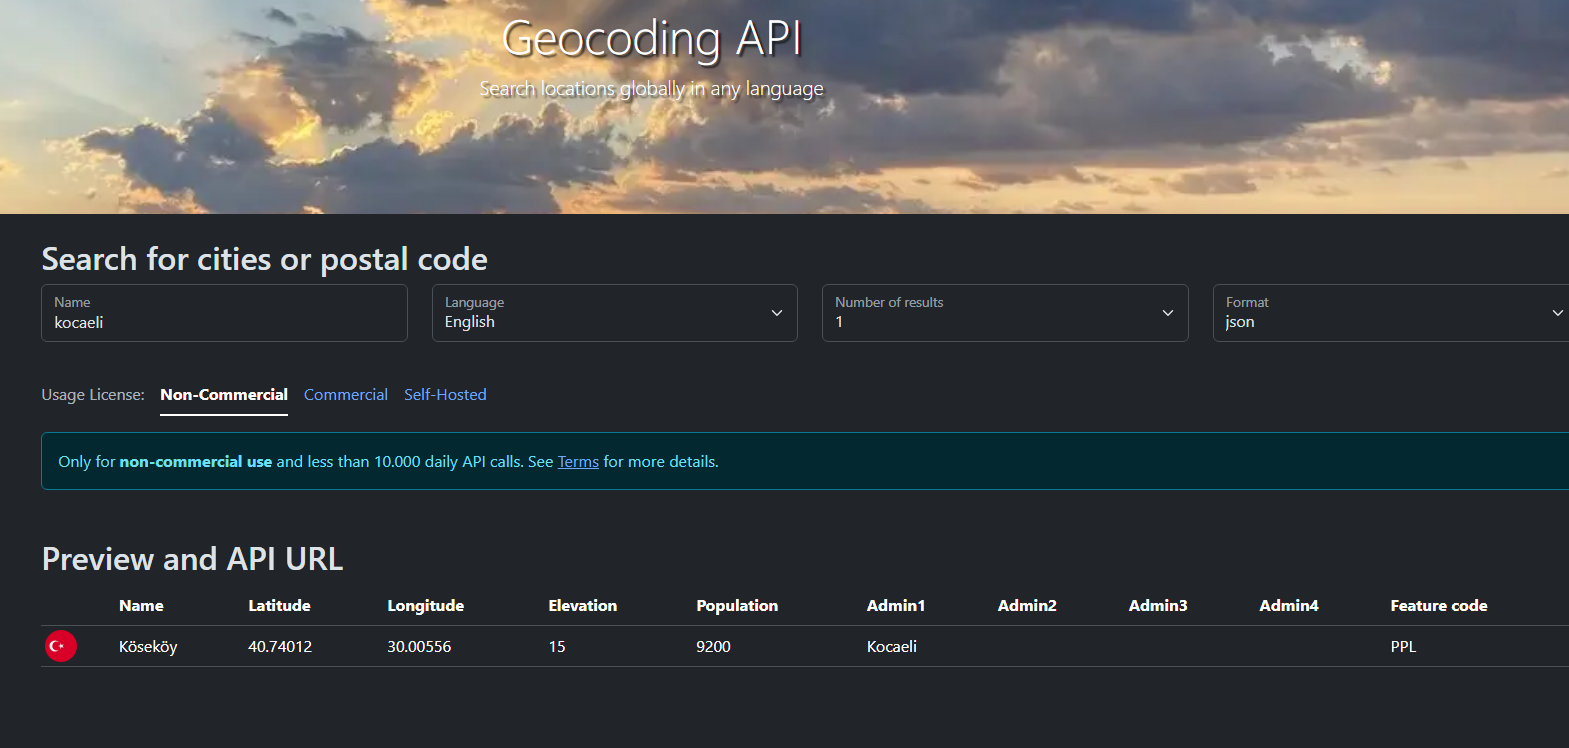 Geocoding API
Search locations globally in any language
Search for cities or postal code
Name
kocaeli
Language
English
Number of results
1
Format
json
Usage License: Non-Commercial Commercial Self-Hosted
Only for non-commercial use and less than 10.000 daily API calls. See Terms for more details.
Preview and API URL
Name Latitude Longitude Elevation Population Admin1 Admin2 Admin3 Admin4 Feature code
Köseköy 40.74012 30.00556 15 9200 Kocaeli PPL